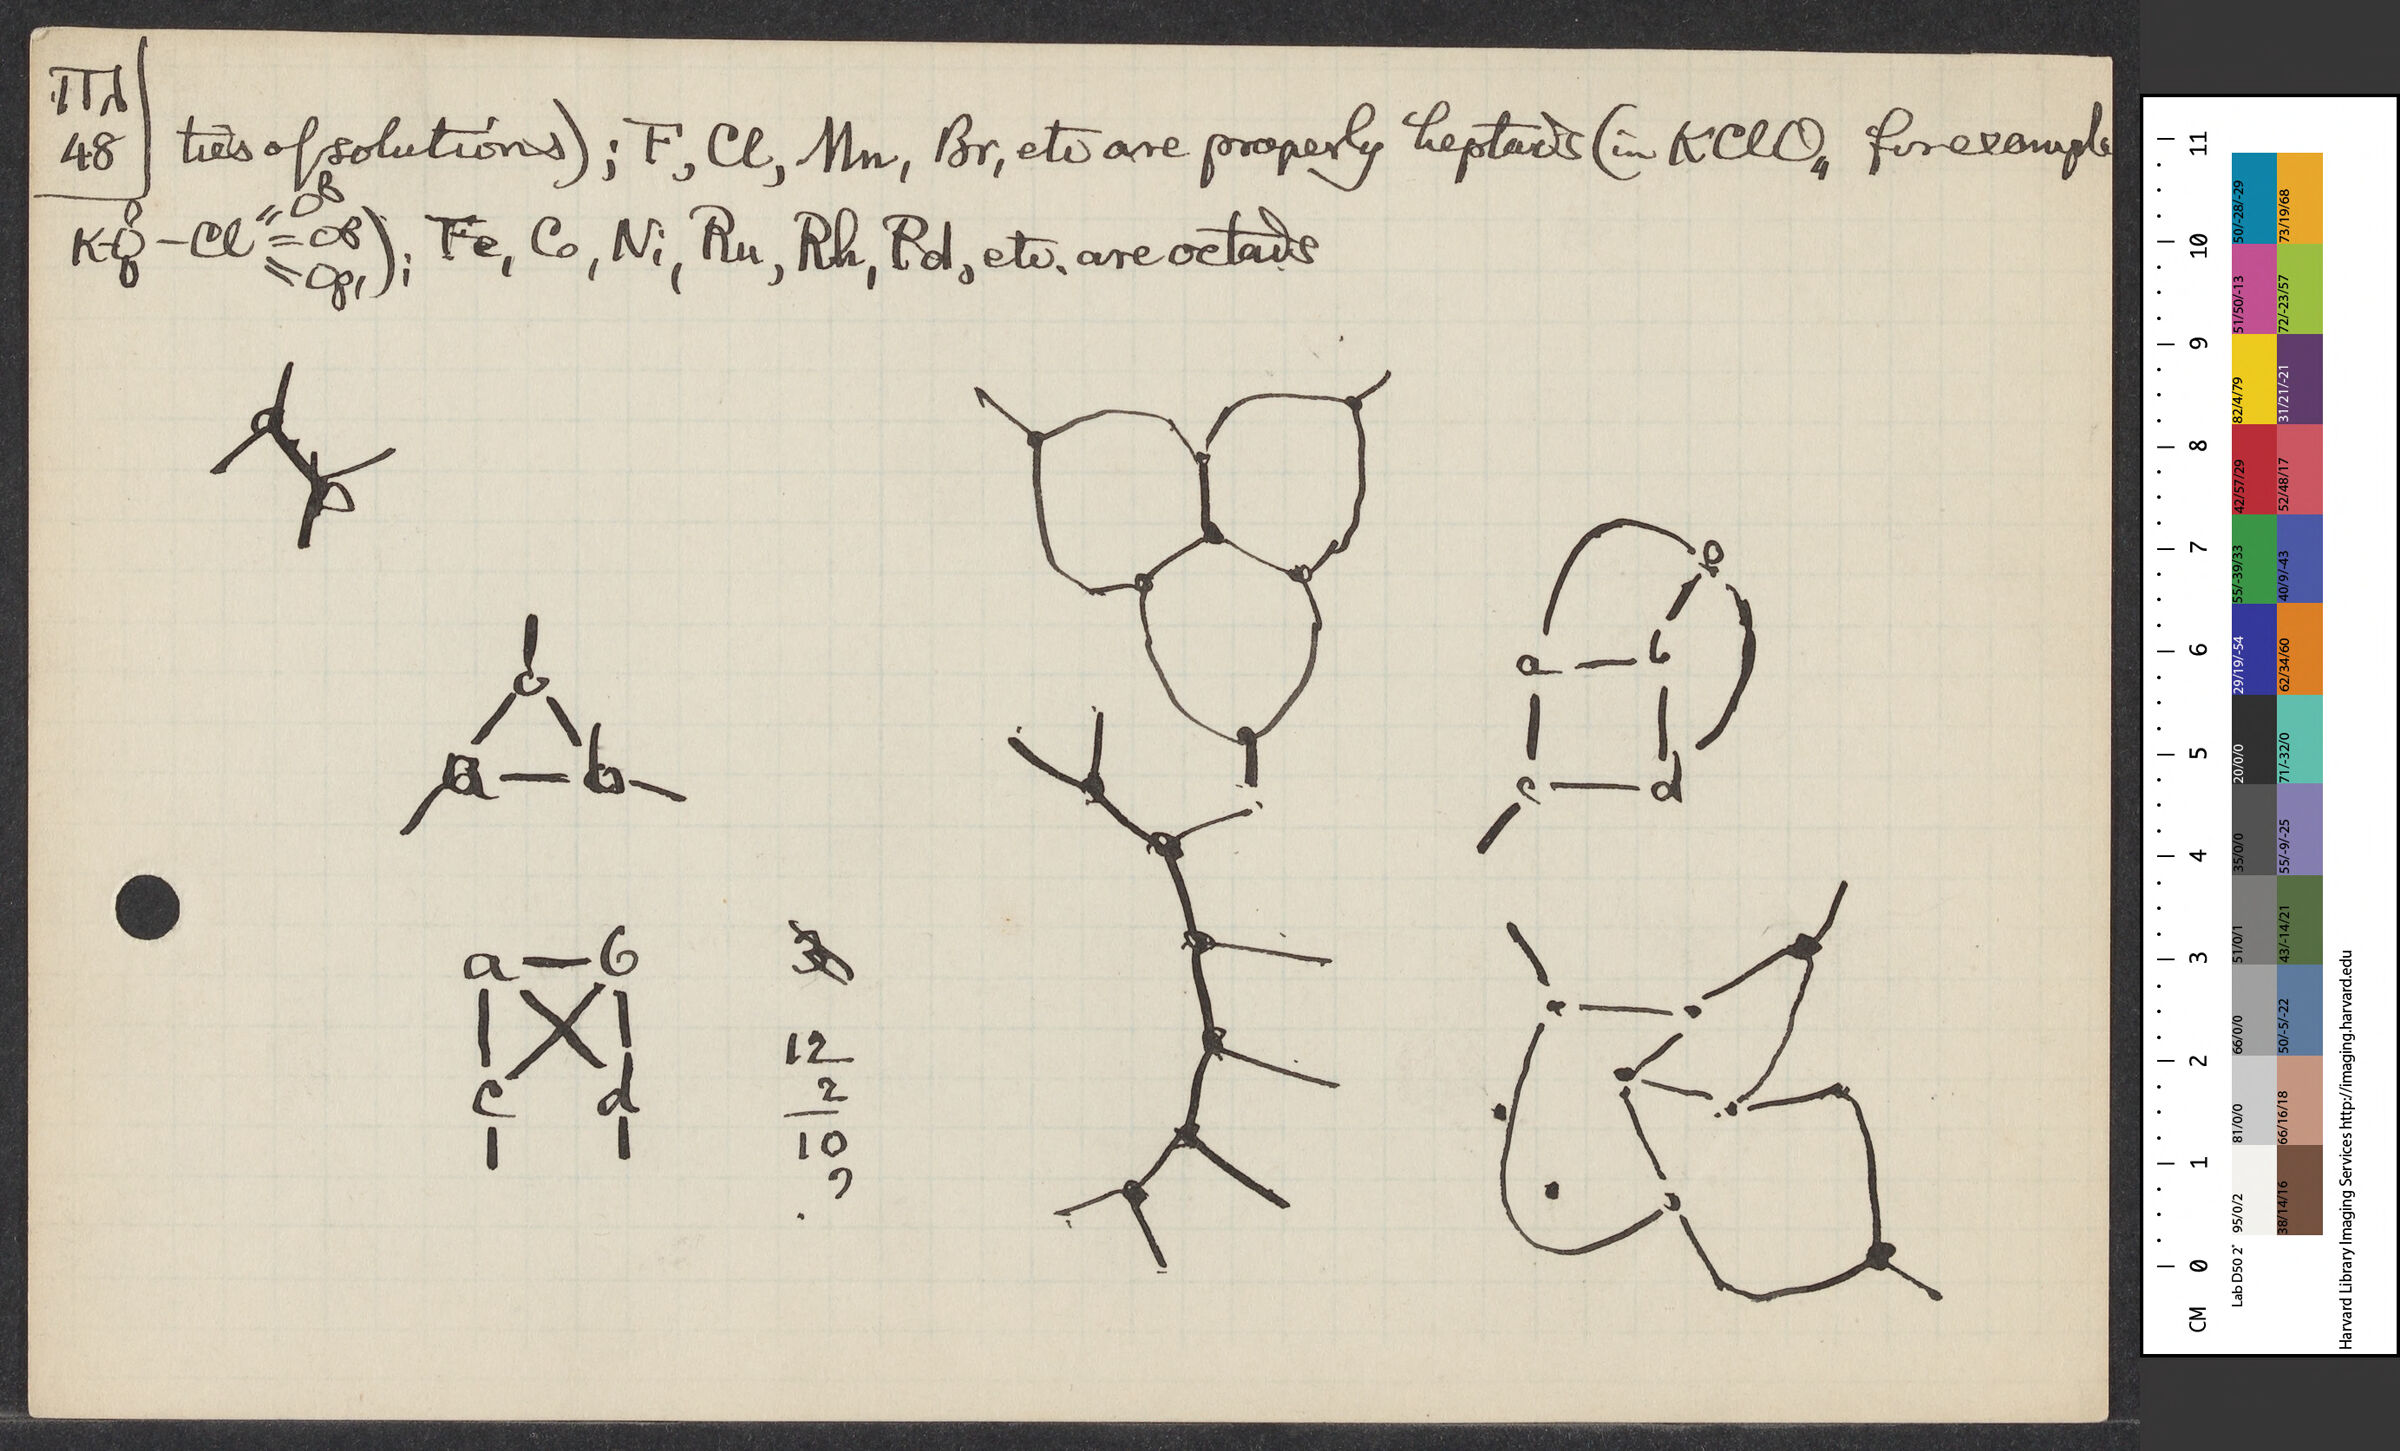 48
ties of solutions); F, Cl, Mn, Br, etc are properly heptads (in KClO4 for example
Cl
); Fe, Co, Ni, Ru, Rh, Pd, etc. are octads
c
a b
a b
c d
12
2
10
?
e
a b
c d
CM 0 1 2 3 4 5 6 7 8 9 10 11
Lab D50 2°
95/0/2 81/0/0 66/0/0 51/0/1 35/0/0 20/0/0 29/19/-54 55/-39/33 42/57/29 82/4/79 51/50/-13 50/-28/-29
38/14/16 66/16/18 50/-5/-22 43/-14/21 55/-9/-25 71/-32/0 62/34/60 40/9/-43 52/48/17 31/21/-21 72/-23/57 73/19/68
Harvard Library Imaging Services http://imaging.harvard.edu